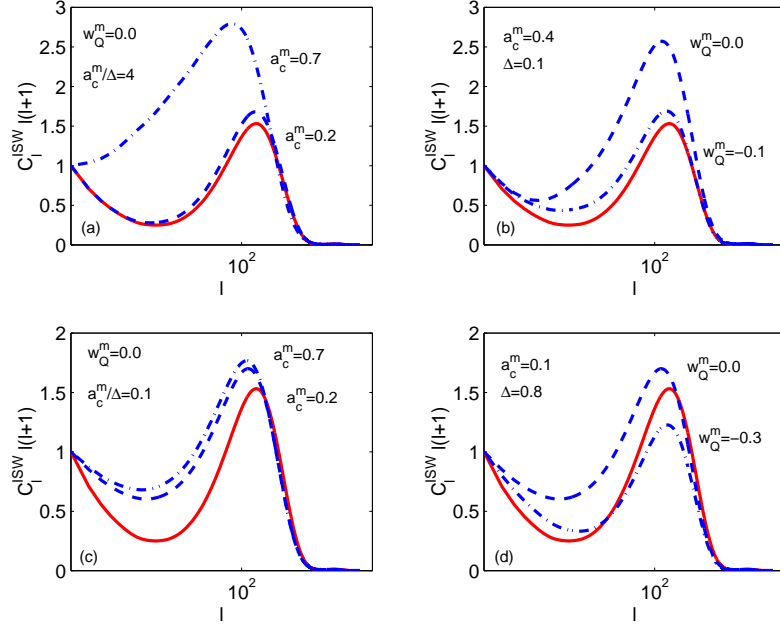 3
2.5
2
1.5
1
0.5
0
C_l^ISW l(l+1)
w_Q^m=0.0
a_c^m/Δ=4
a_c^m=0.7
a_c^m=0.2
(a)
10^2
l
3
2.5
2
1.5
1
0.5
0
C_l^ISW l(l+1)
a_c^m=0.4
Δ=0.1
w_Q^m=0.0
w_Q^m=−0.1
(b)
10^2
l
2
1.5
1
0.5
0
C_l^ISW l(l+1)
w_Q^m=0.0
a_c^m/Δ=0.1
a_c^m=0.7
a_c^m=0.2
(c)
10^2
l
2
1.5
1
0.5
0
C_l^ISW l(l+1)
a_c^m=0.1
Δ=0.8
w_Q^m=0.0
w_Q^m=−0.3
(d)
10^2
l